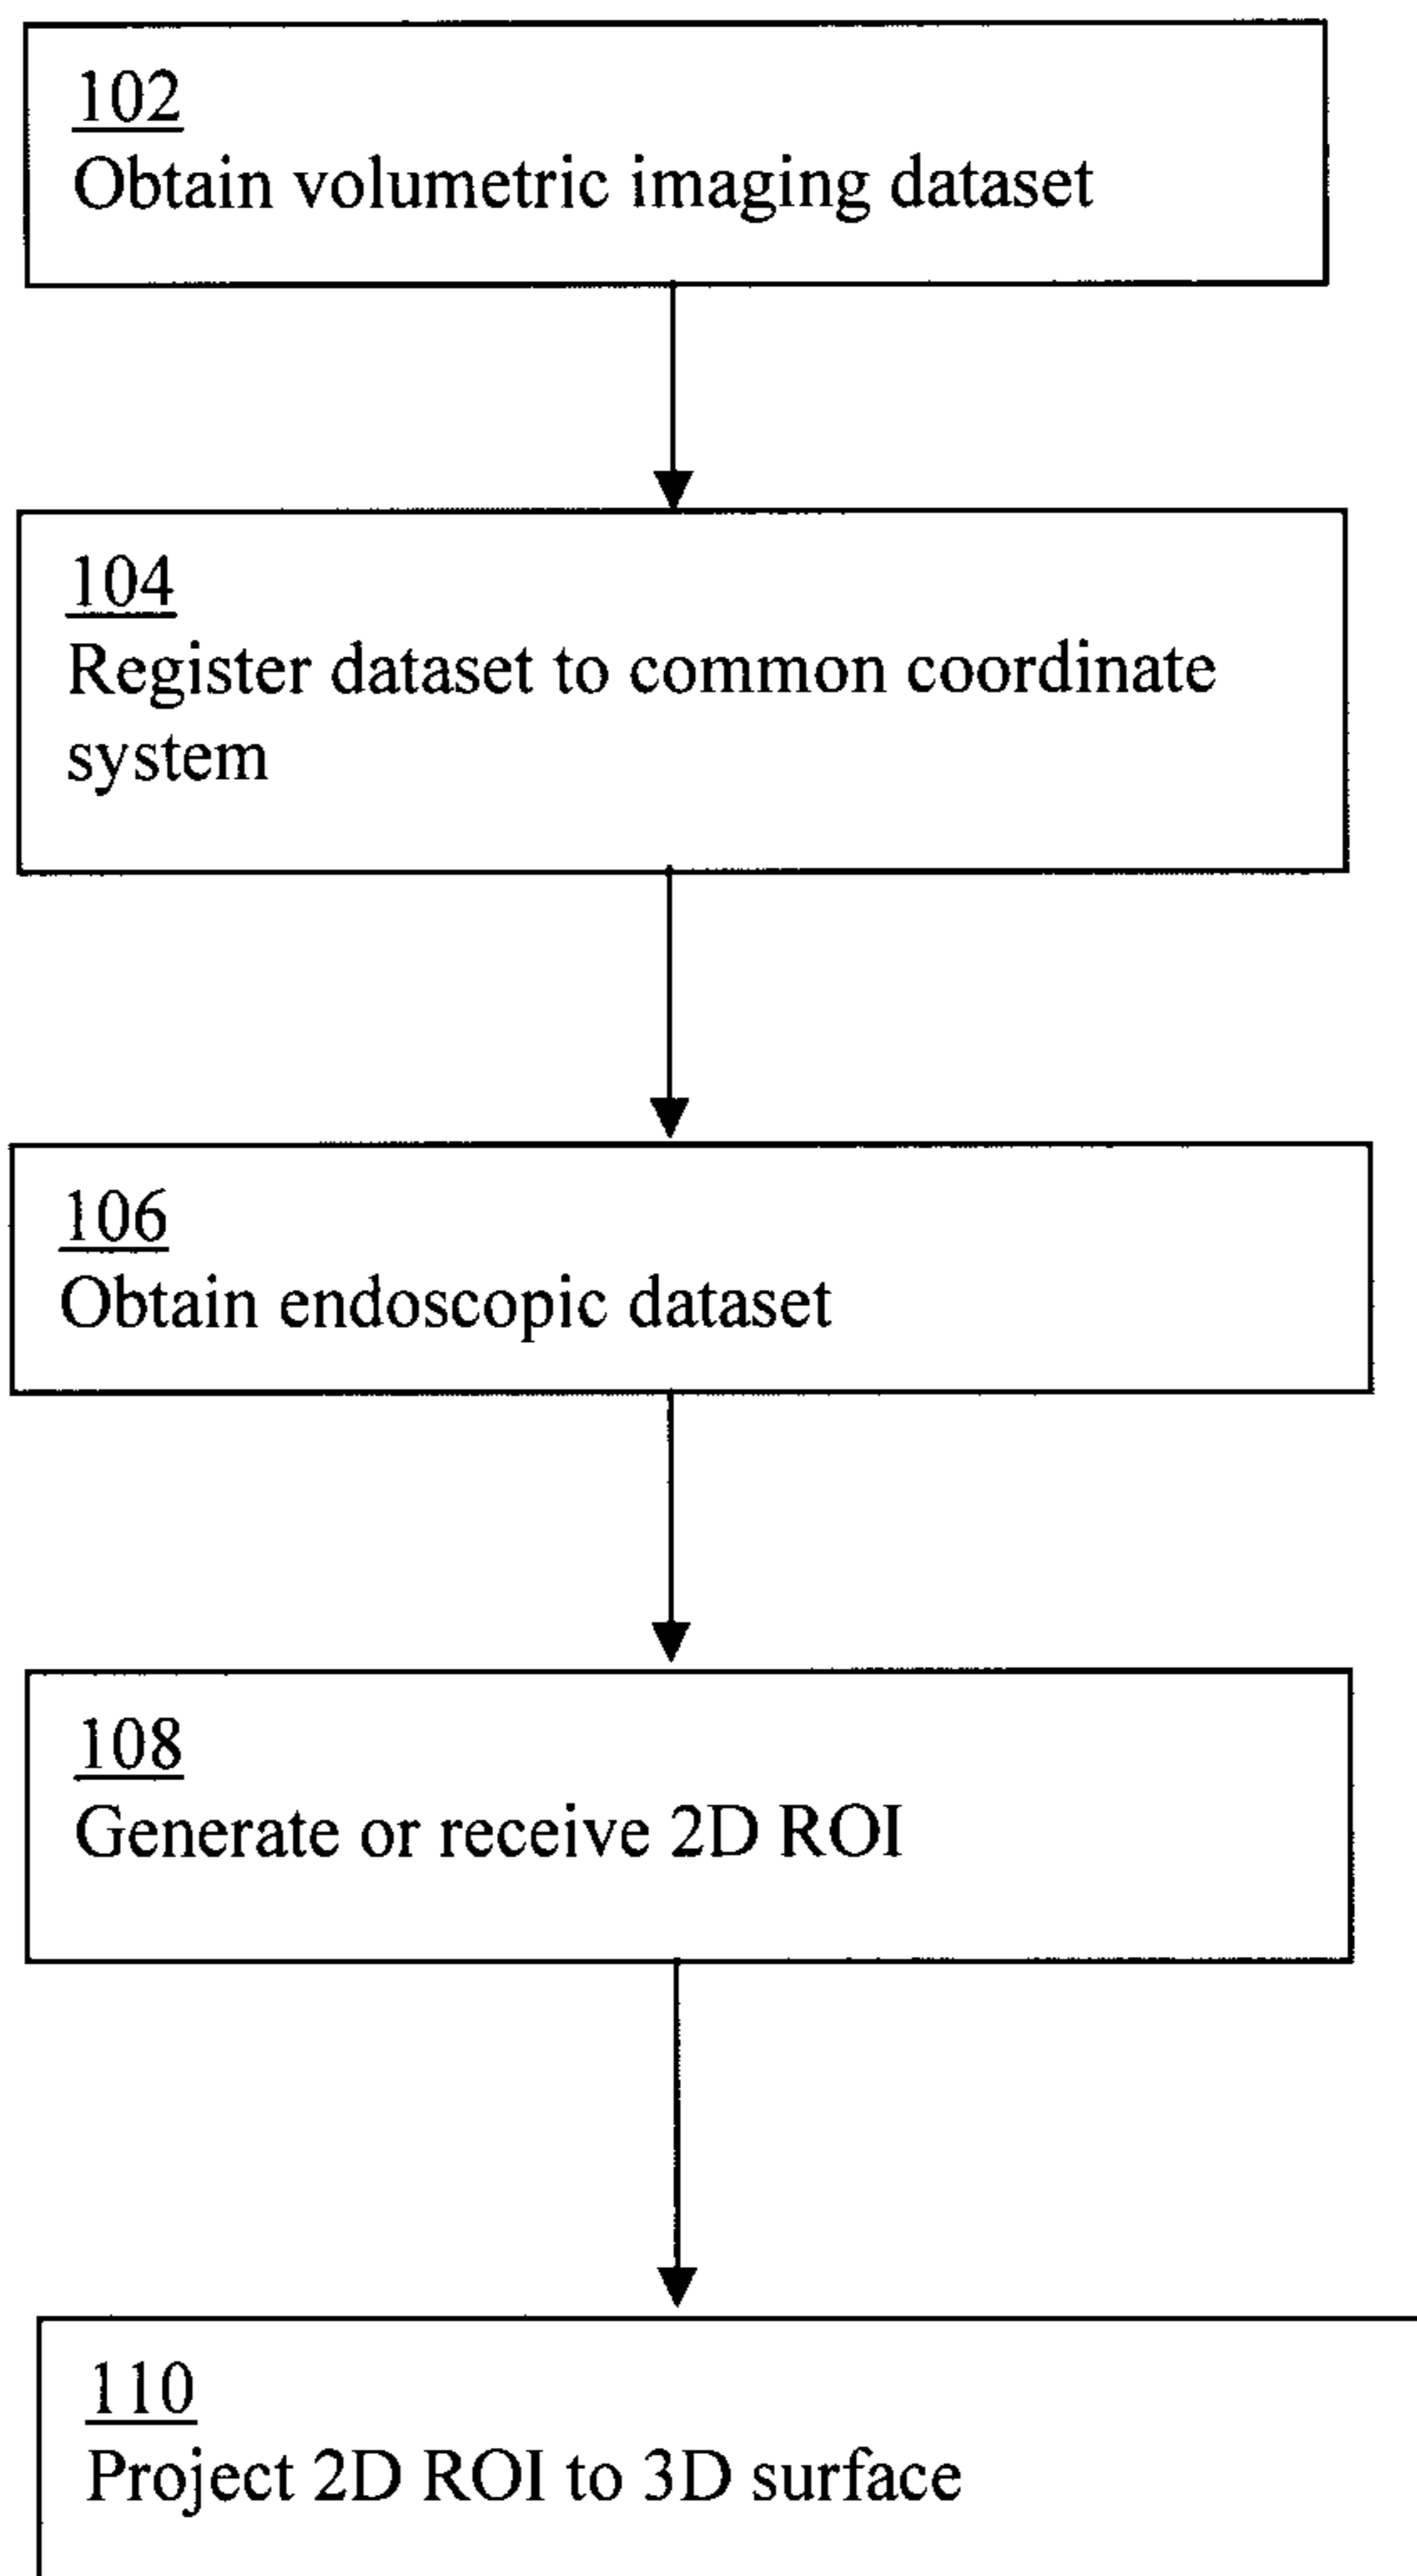 102
Obtain volumetric imaging dataset
104
Register dataset to common coordinate
system
106
Obtain endoscopic dataset
108
Generate or receive 2D ROI
110
Project 2D ROI to 3D surface